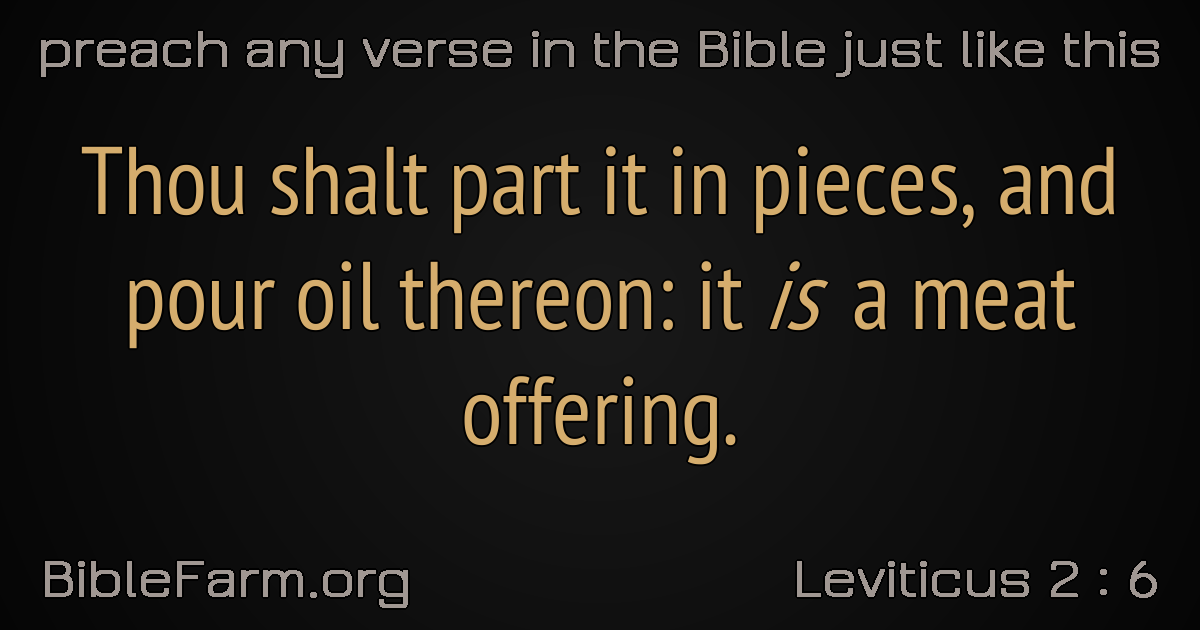 preach any verse in the Bible just like this
Thou shalt part it in pieces, and
pour oil thereon: it is a meat
offering.
BibleFarm.org
Leviticus 2 : 6